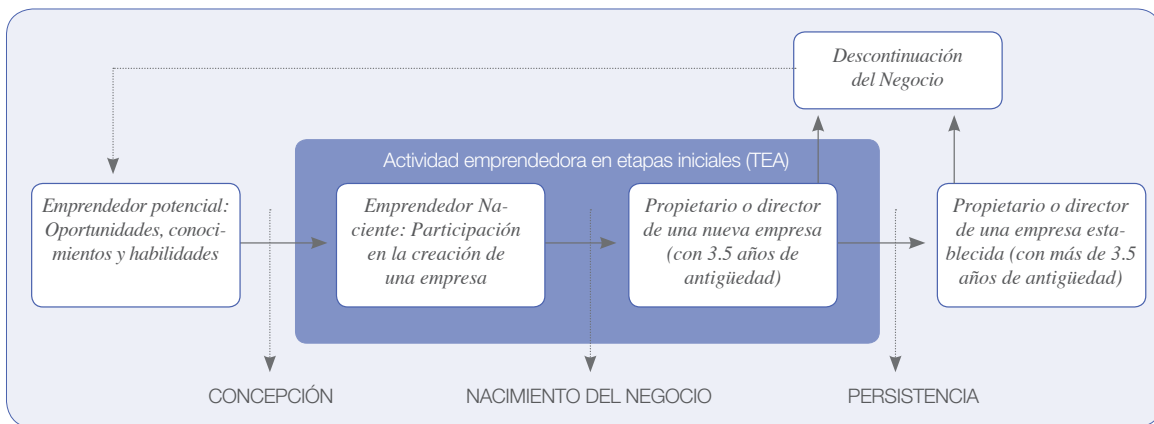 Descontinuación
del Negocio
Actividad emprendedora en etapas iniciales (TEA)
Emprendedor potencial:
Oportunidades, conoci-
mientos y habilidades
Emprendedor Na-
ciente: Participación
en la creación de
una empresa
Propietario o director
de una nueva empresa
(con 3.5 años de
antigüedad)
Propietario o director
de una empresa esta-
blecida (con más de 3.5
años de antigüedad)
CONCEPCIÓN
NACIMIENTO DEL NEGOCIO
PERSISTENCIA